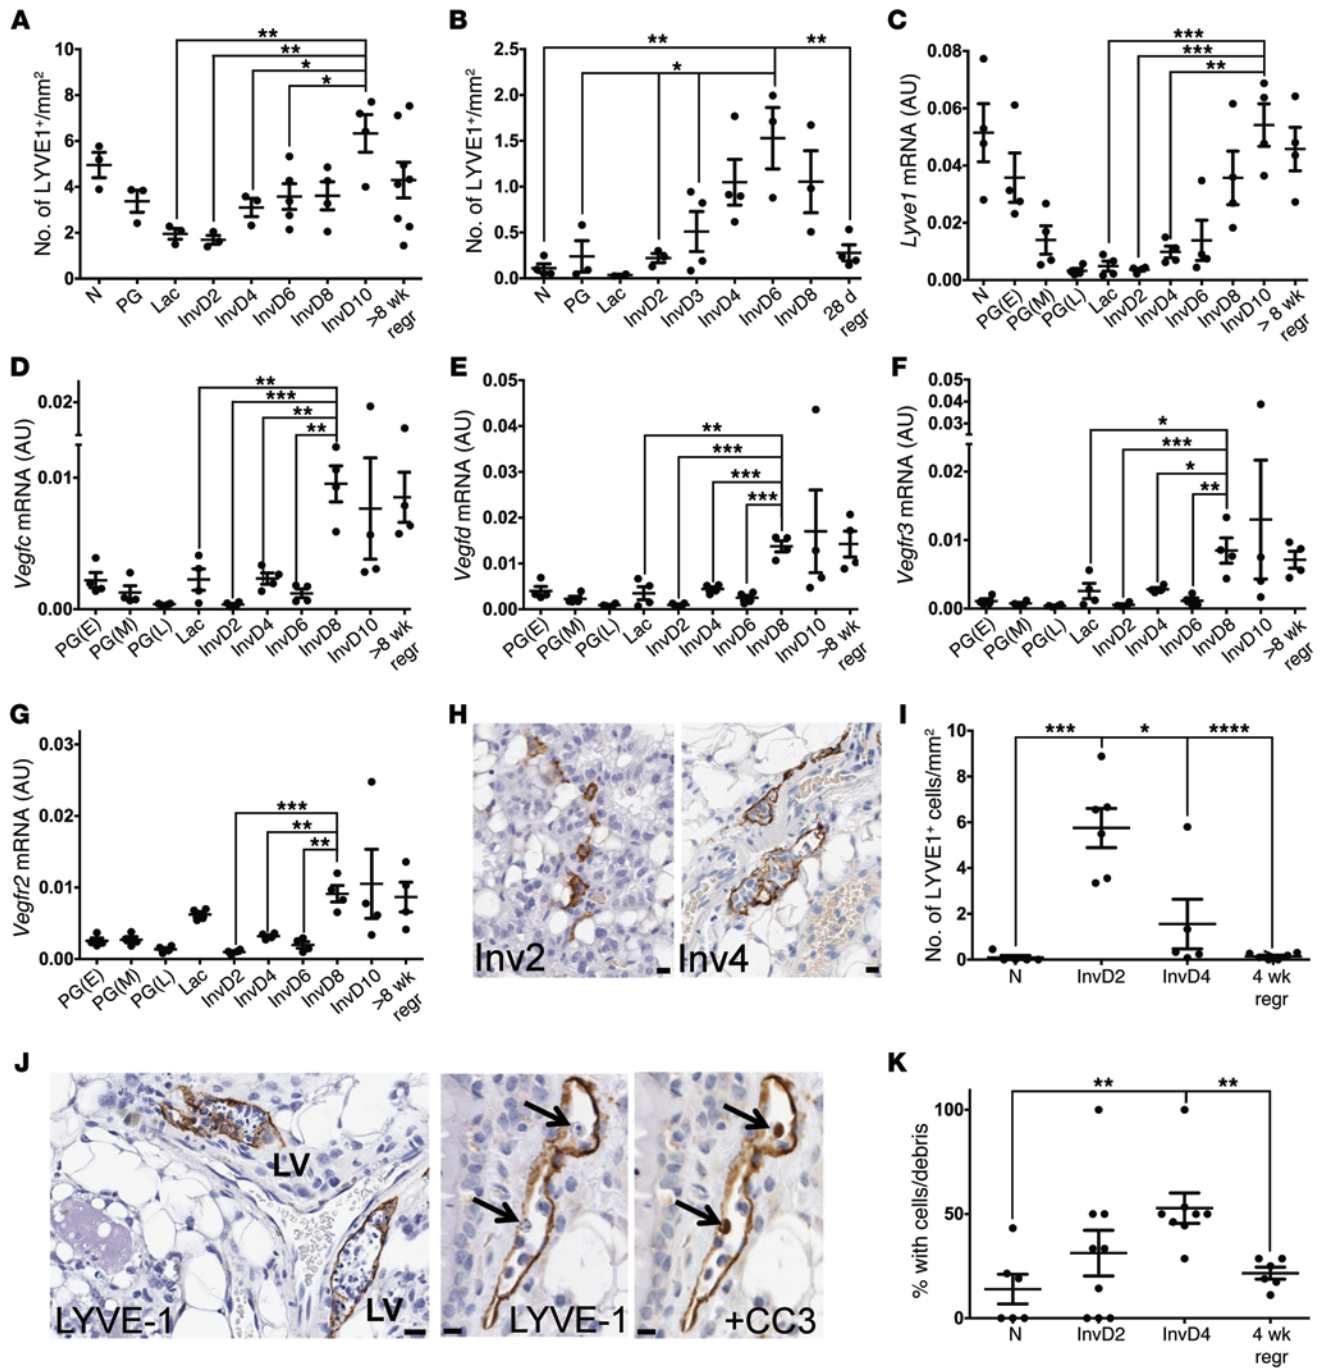 A
No. of LYVE1⁺/mm²
10
8
6
4
2
0
**
**
*
*
N
PG
Lac
InvD2
InvD4
InvD6
InvD8
InvD10
>8 wk
regr
B
No. of LYVE1⁺/mm²
2.5
2.0
1.5
1.0
0.5
0.0
**
**
*
N
PG
Lac
InvD2
InvD3
InvD4
InvD6
InvD8
28 d
regr
C
Lyve1 mRNA (AU)
0.08
0.06
0.04
0.02
0.00
***
***
**
N
PG(E)
PG(M)
PG(L)
Lac
InvD2
InvD4
InvD6
InvD8
InvD10
> 8 wk
regr
D
Vegfc mRNA (AU)
0.02
0.01
0.00
**
***
**
**
PG(E)
PG(M)
PG(L)
Lac
InvD2
InvD4
InvD6
InvD8
InvD10
>8 wk
regr
E
Vegfd mRNA (AU)
0.05
0.04
0.03
0.02
0.01
0.00
**
***
***
***
PG(E)
PG(M)
PG(L)
Lac
InvD2
InvD4
InvD6
InvD8
InvD10
>8 wk
regr
F
Vegfr3 mRNA (AU)
0.05
0.04
0.03
0.02
0.01
0.00
*
***
*
**
PG(E)
PG(M)
PG(L)
Lac
InvD2
InvD4
InvD6
InvD8
InvD10
>8 wk
regr
G
Vegfr2 mRNA (AU)
0.03
0.02
0.01
0.00
***
**
**
PG(E)
PG(M)
PG(L)
Lac
InvD2
InvD4
InvD6
InvD8
InvD10
>8 wk
regr
H
Inv2
Inv4
I
No. of LYVE1⁺ cells/mm²
10
8
6
4
2
0
***
*
****
N
InvD2
InvD4
4 wk
regr
J
LV
LV
LYVE-1
LYVE-1
+CC3
K
% with cells/debris
100
50
0
**
**
N
InvD2
InvD4
4 wk
regr